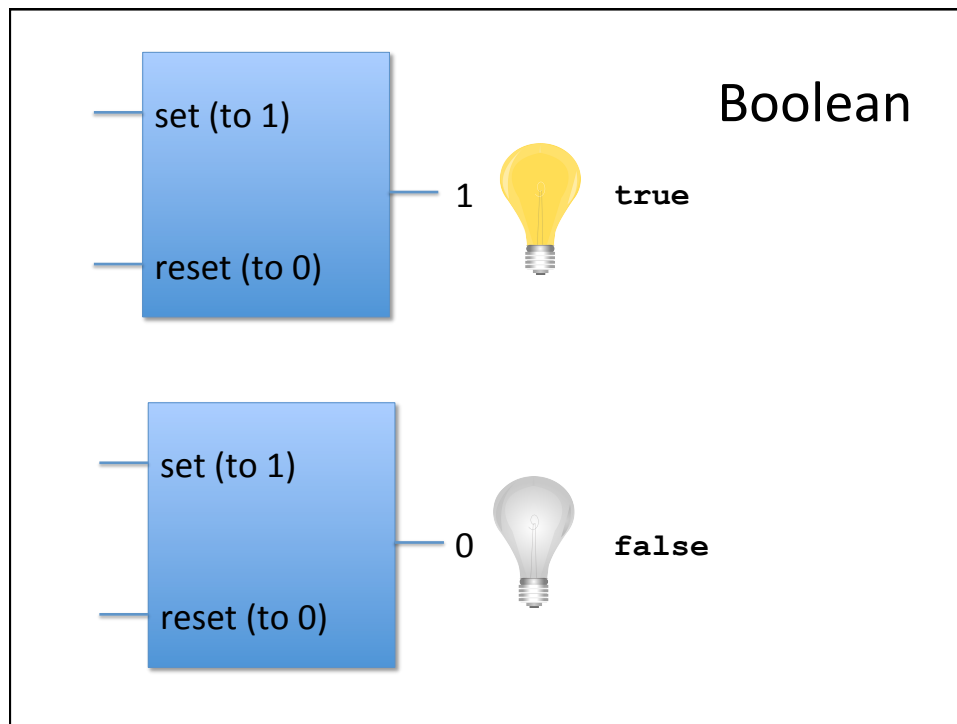 Boolean
set (to 1)
1
true
reset (to 0)
set (to 1)
0
false
reset (to 0)